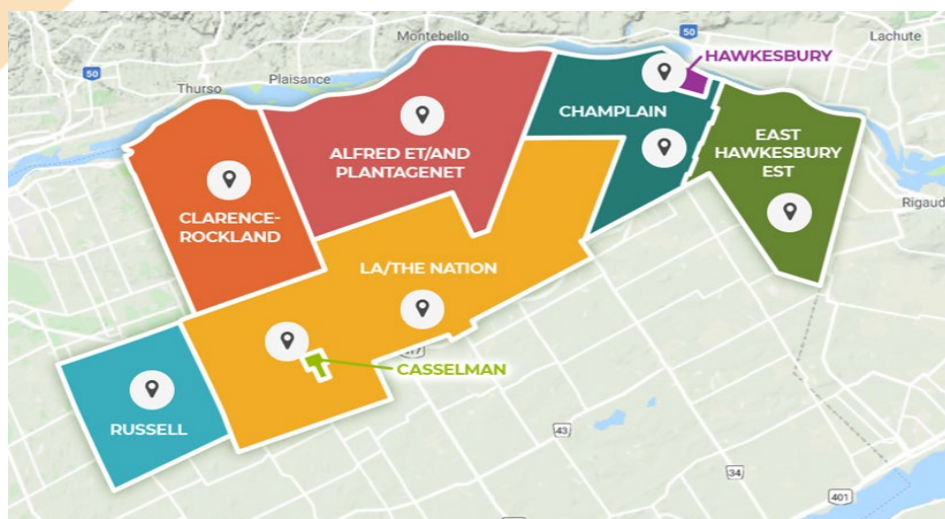 Montebello
50
HAWKESBURY
Lachute
50
Thurso
Plaisance
CHAMPLAIN
EAST
HAWKESBURY
EST
ALFRED ET/AND
PLANTAGENET
CLARENCE-
ROCKLAND
Rigaud
LA/THE NATION
CASSELMAN
RUSSELL
43
34
401